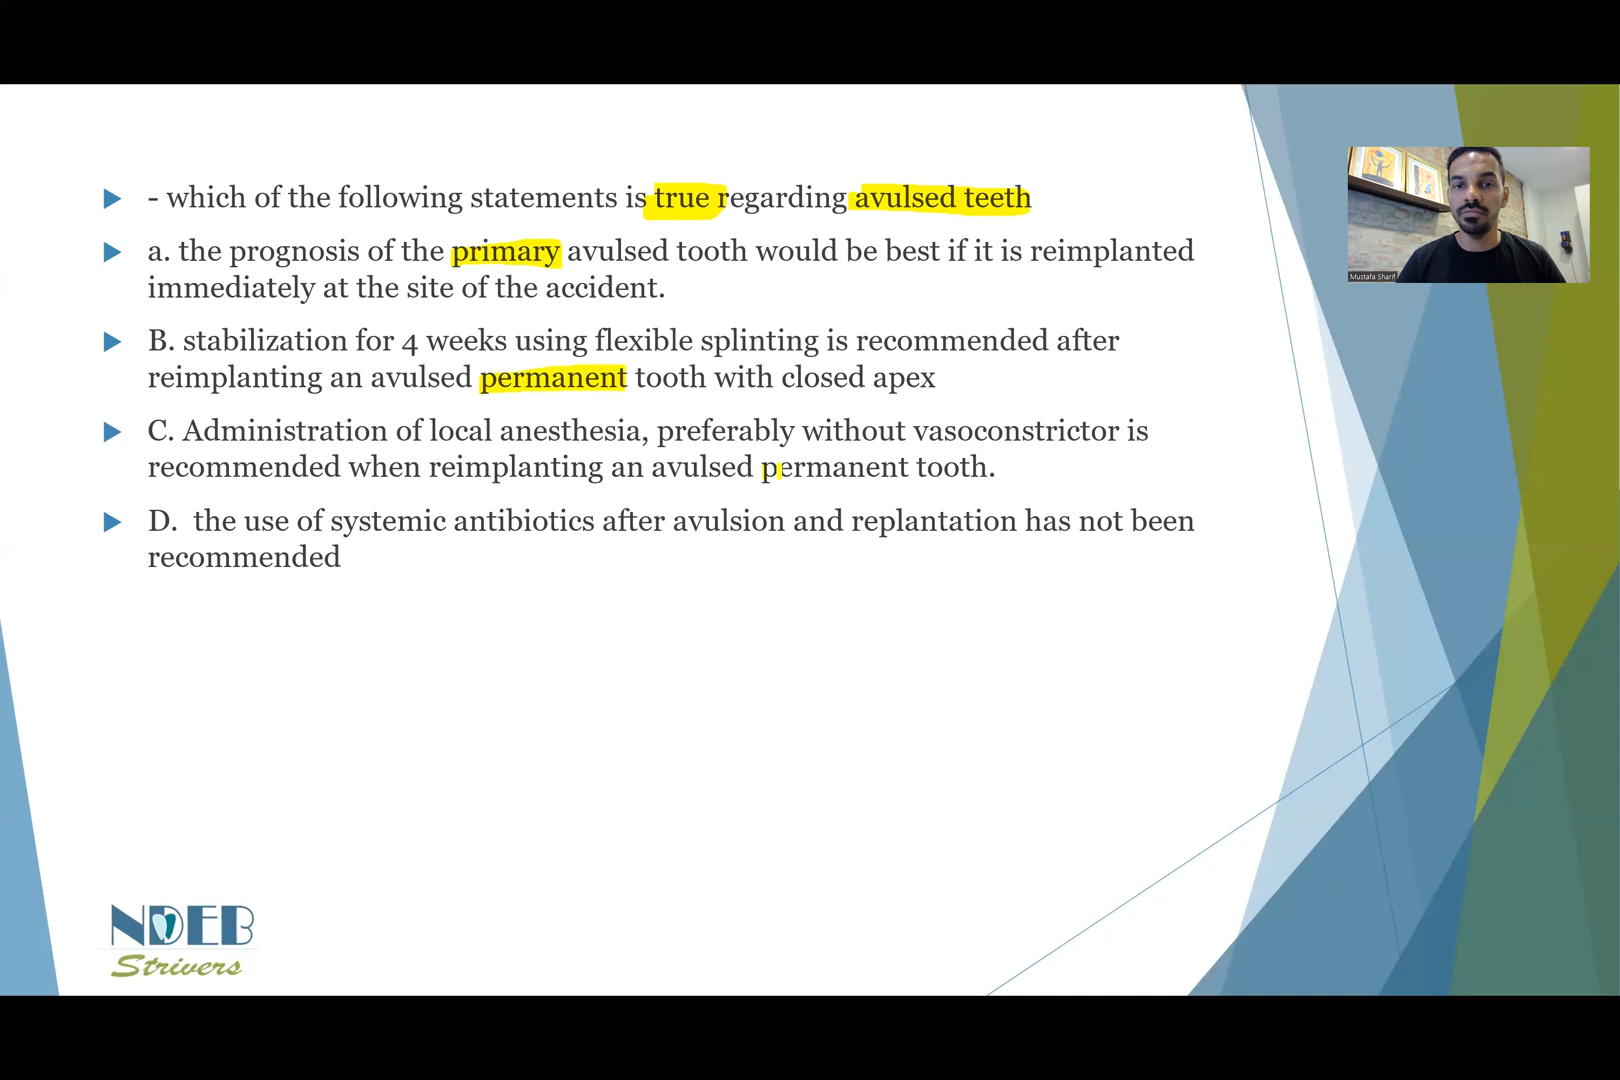 - which of the following statements is true regarding avulsed teeth
a. the prognosis of the primary avulsed tooth would be best if it is reimplanted
immediately at the site of the accident.
B. stabilization for 4 weeks using flexible splinting is recommended after
reimplanting an avulsed permanent tooth with closed apex
C. Administration of local anesthesia, preferably without vasoconstrictor is
recommended when reimplanting an avulsed permanent tooth.
D.  the use of systemic antibiotics after avulsion and replantation has not been
recommended
Mustafa Sharif
NDEB
Strivers